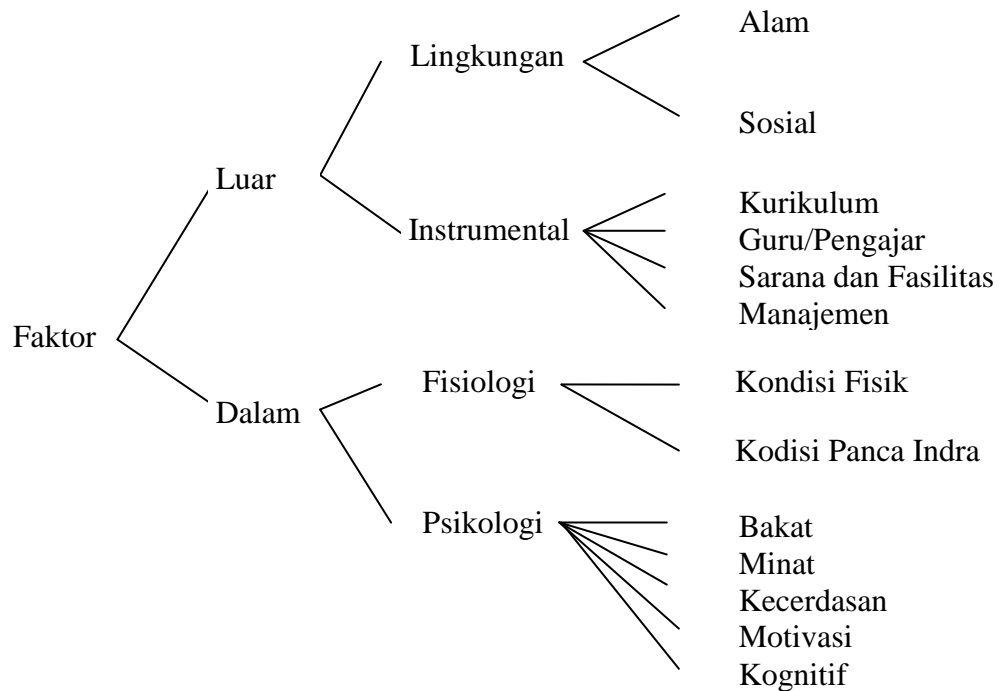 Alam
Lingkungan
Sosial
Luar
Kurikulum
Instrumental
Guru/Pengajar
Sarana dan Fasilitas
Manajemen
Faktor
Fisiologi
Kondisi Fisik
Dalam
Kodisi Panca Indra
Psikologi
Bakat
Minat
Kecerdasan
Motivasi
Kognitif